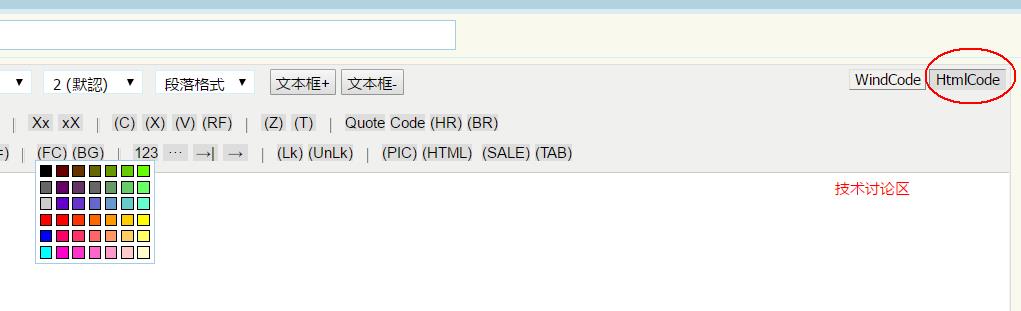 2 (默認) 段落格式 文本框+ 文本框- WindCode HtmlCode
Xx xX (C) (X) (V) (RF) (Z) (T) Quote Code (HR) (BR)
=) (FC) (BG) 123 ··· →| → (Lk) (UnLk) (PIC) (HTML) (SALE) (TAB)
技术讨论区